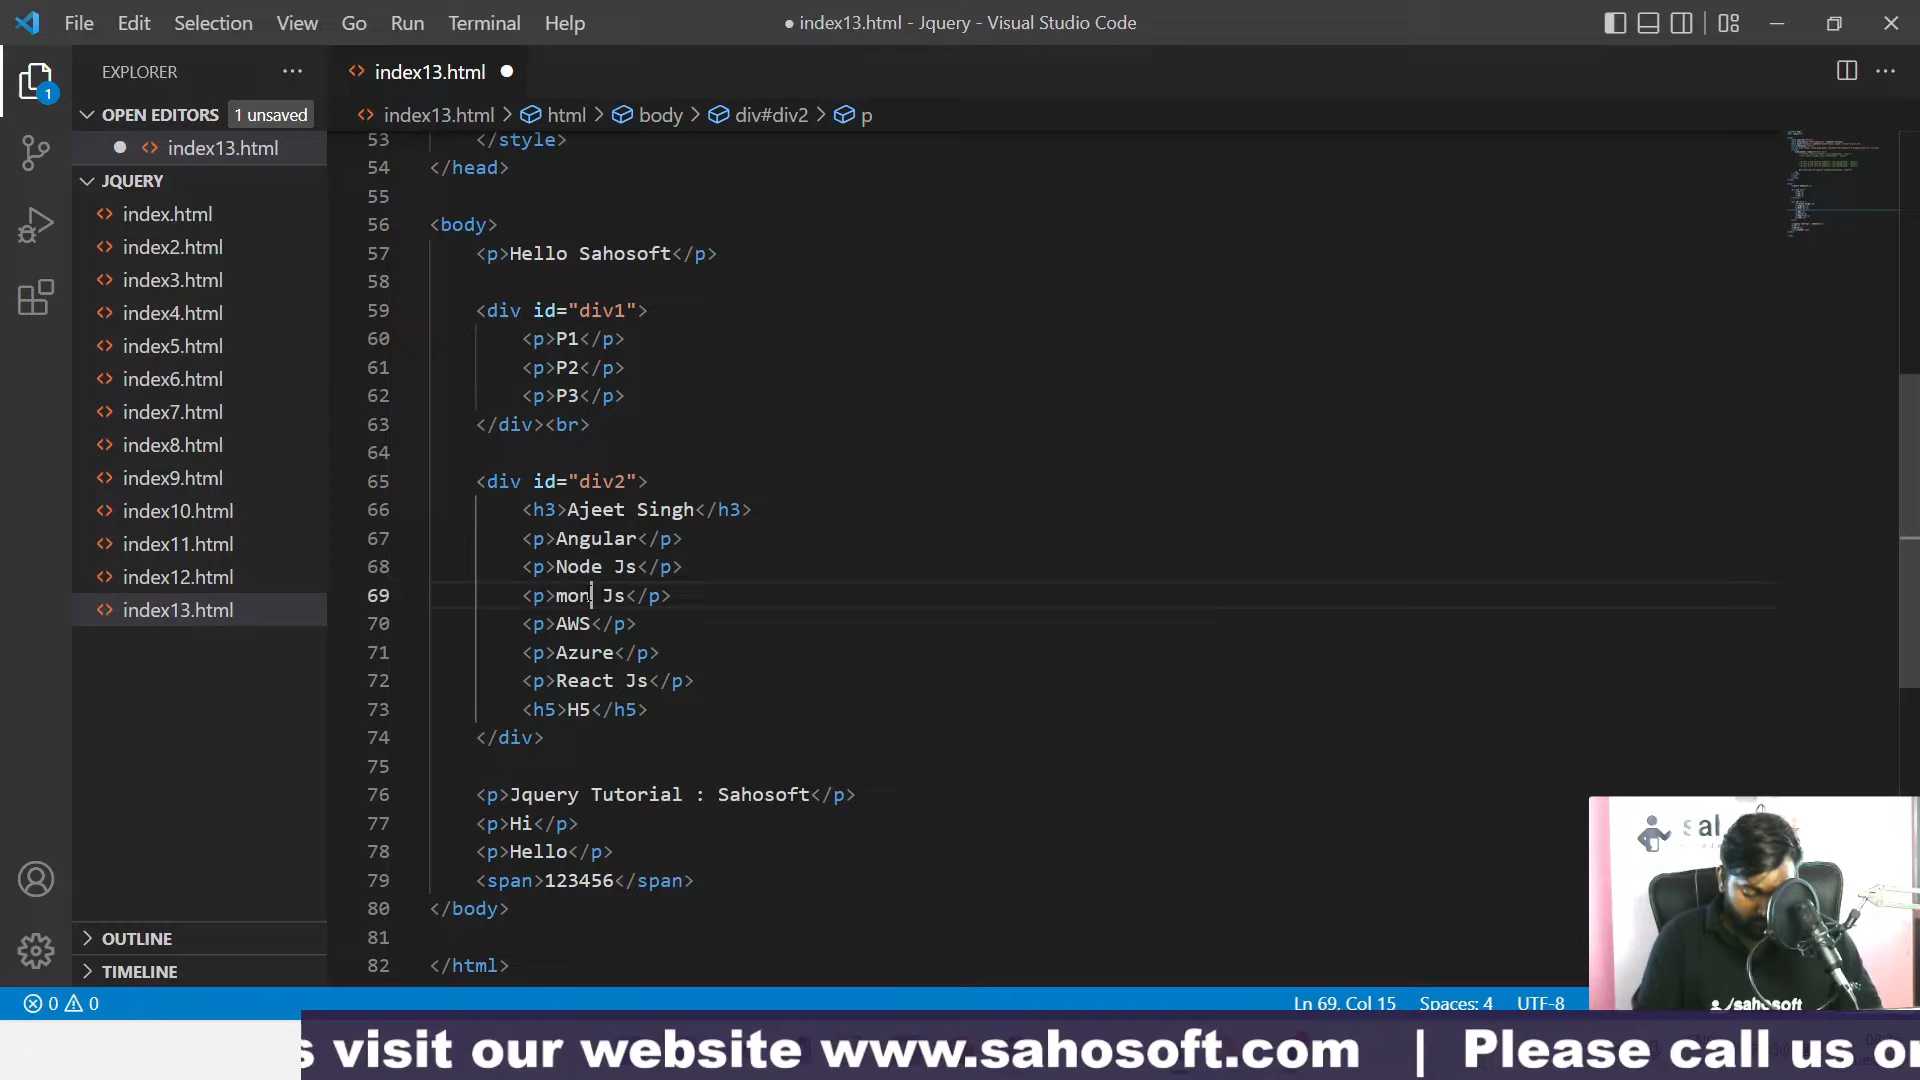 File Edit Selection View Go Run Terminal Help
● index13.html - Jquery - Visual Studio Code
EXPLORER
OPEN EDITORS 1 unsaved
index13.html
JQUERY
index.html
index2.html
index3.html
index4.html
index5.html
index6.html
index7.html
index8.html
index9.html
index10.html
index11.html
index12.html
index13.html
OUTLINE
TIMELINE
1
index13.html
index13.html > html > body > div#div2 > p
53 </style>
54 </head>
55
56 <body>
57 <p>Hello Sahosoft</p>
58
59 <div id="div1">
60 <p>P1</p>
61 <p>P2</p>
62 <p>P3</p>
63 </div><br>
64
65 <div id="div2">
66 <h3>Ajeet Singh</h3>
67 <p>Angular</p>
68 <p>Node Js</p>
69 <p>mon Js</p>
70 <p>AWS</p>
71 <p>Azure</p>
72 <p>React Js</p>
73 <h5>H5</h5>
74 </div>
75
76 <p>Jquery Tutorial : Sahosoft</p>
77 <p>Hi</p>
78 <p>Hello</p>
79 <span>123456</span>
80 </body>
81
82 </html>
0 0
Ln 69, Col 15 Spaces: 4 UTF-8
/sahosoft
s visit our website www.sahosoft.com | Please call us on